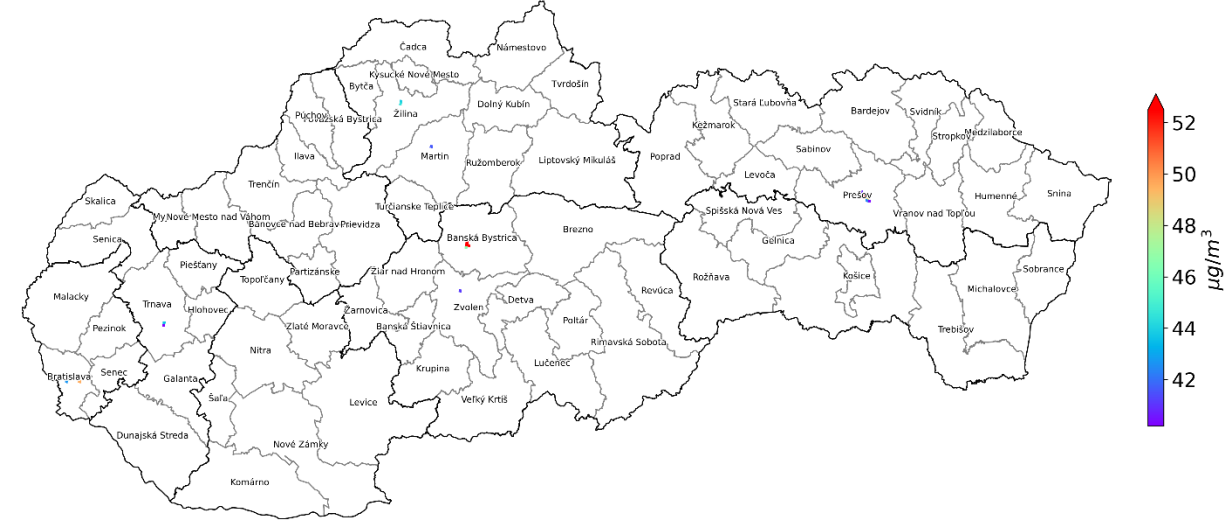 Čadca
Námestovo
Kysucké Nové Mesto
Tvrdošín
Bytča
Dolný Kubín
Žilina
Púchov
Považská Bystrica
Stará Ľubovňa
Bardejov
Svidník
Kežmarok
Stropkov
Medzilaborce
Ilava
Martin
Ružomberok
Liptovský Mikuláš
Poprad
Sabinov
Levoča
Trenčín
Prešov
Humenné
Snina
Skalica
Turčianske Teplice
Spišská Nová Ves
Vranov nad Topľou
My
Nové Mesto nad Váhom
Bánovce nad Bebrav
Prievidza
Senica
Banská Bystrica
Brezno
Gelnica
Piešťany
Partizánske
Žiar nad Hronom
Topoľčany
Rožňava
Košice
Sobrance
Malacky
Trnava
Hlohovec
Žarnovica
Zvolen
Detva
Revúca
Michalovce
Pezinok
Zlaté Moravce
Banská Štiavnica
Poltár
Trebišov
Nitra
Rimavská Sobota
Bratislava
Senec
Galanta
Krupina
Lučenec
Šaľa
Levice
Veľký Krtíš
Dunajská Streda
Nové Zámky
Komárno
52
50
48
46
44
42
µg/m³